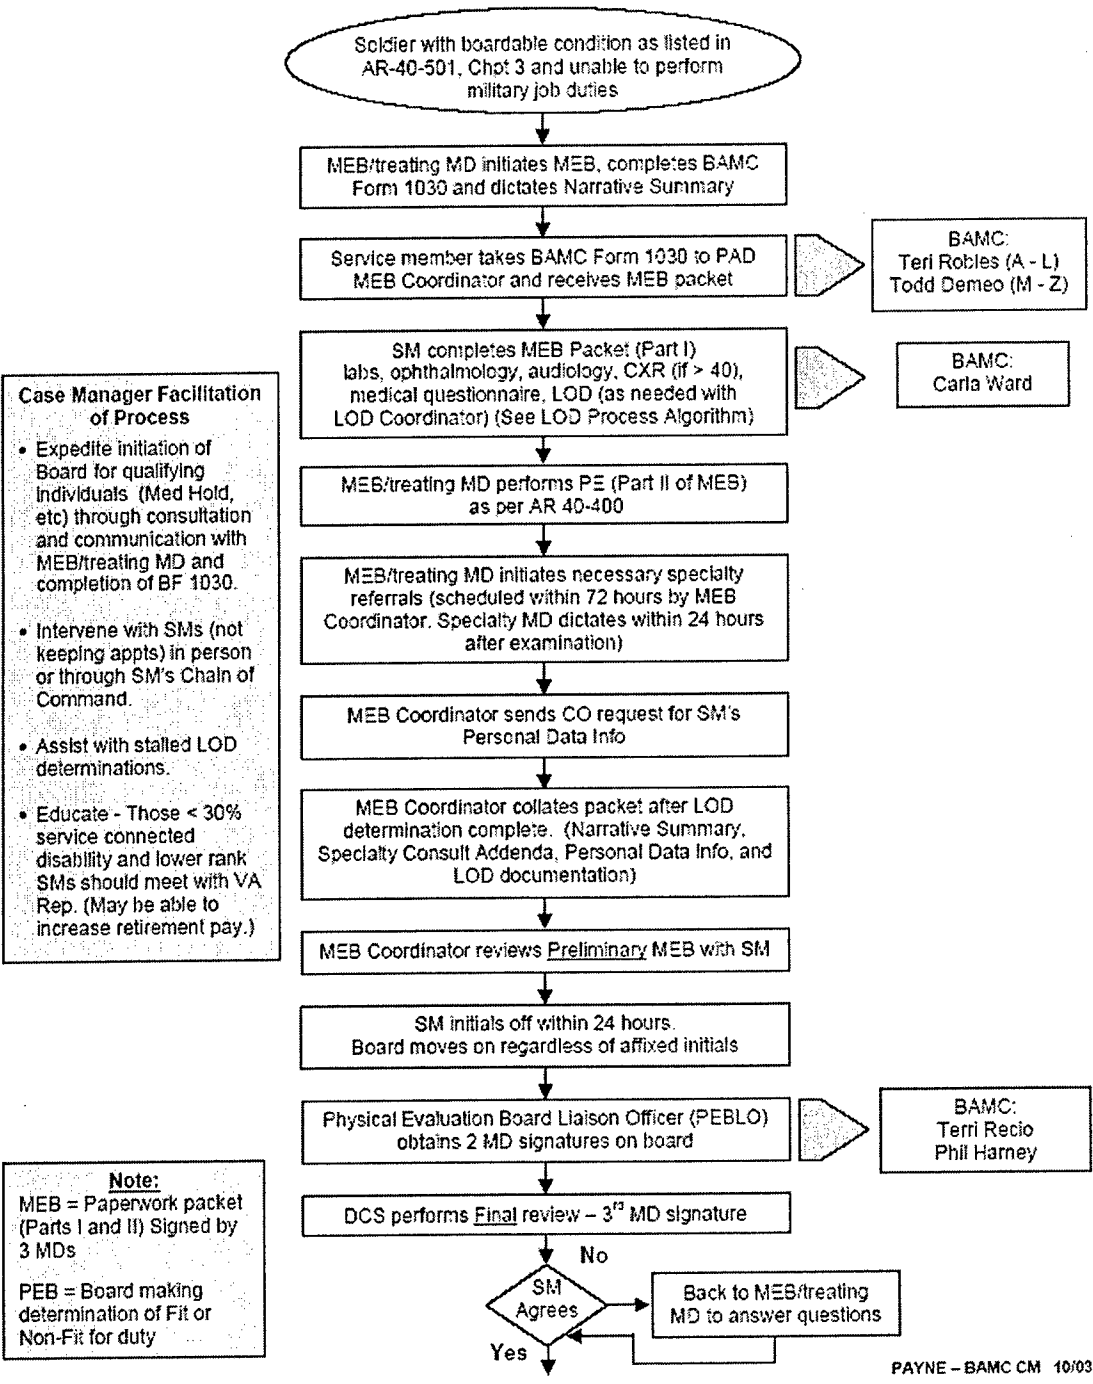 Soldier with boardable condition as listed in
AR-40-501, Chpt 3 and unable to perform
military job duties
MEB/treating MD initiates MEB, completes BAMC
Form 1030 and dictates Narrative Summary
Service member takes BAMC Form 1030 to PAD
MEB Coordinator and receives MEB packet
BAMC:
Teri Robles (A - L)
Todd Demeo (M - Z)
SM completes MEB Packet (Part I)
labs, ophthalmology, audiology, CXR (if > 40),
medical questionnaire, LOD (as needed with
LOD Coordinator) (See LOD Process Algorithm)
BAMC:
Carla Ward
Case Manager Facilitation
of Process
• Expedite initiation of
Board for qualifying
individuals (Med Hold,
etc) through consultation
and communication with
MEB/treating MD and
completion of BF 1030.
• Intervene with SMs (not
keeping appts) in person
or through SM's Chain of
Command.
• Assist with stalled LOD
determinations.
• Educate - Those < 30%
service connected
disability and lower rank
SMs should meet with VA
Rep. (May be able to
increase retirement pay.)
MEB/treating MD performs PE (Part II of MEB)
as per AR 40-400
MEB/treating MD initiates necessary specialty
referrals (scheduled within 72 hours by MEB
Coordinator. Specialty MD dictates within 24 hours
after examination)
MEB Coordinator sends CO request for SM's
Personal Data Info
MEB Coordinator collates packet after LOD
determination complete. (Narrative Summary,
Specialty Consult Addenda, Personal Data Info, and
LOD documentation)
MEB Coordinator reviews Preliminary MEB with SM
SM initials off within 24 hours.
Board moves on regardless of affixed initials
Physical Evaluation Board Liaison Officer (PEBLO)
obtains 2 MD signatures on board
BAMC:
Terri Recio
Phil Harney
Note:
MEB = Paperwork packet
(Parts I and II) Signed by
3 MDs
PEB = Board making
determination of Fit or
Non-Fit for duty
DCS performs Final review – 3rd MD signature
No
SM
Agrees
Back to MEB/treating
MD to answer questions
Yes
PAYNE – BAMC CM 10/03